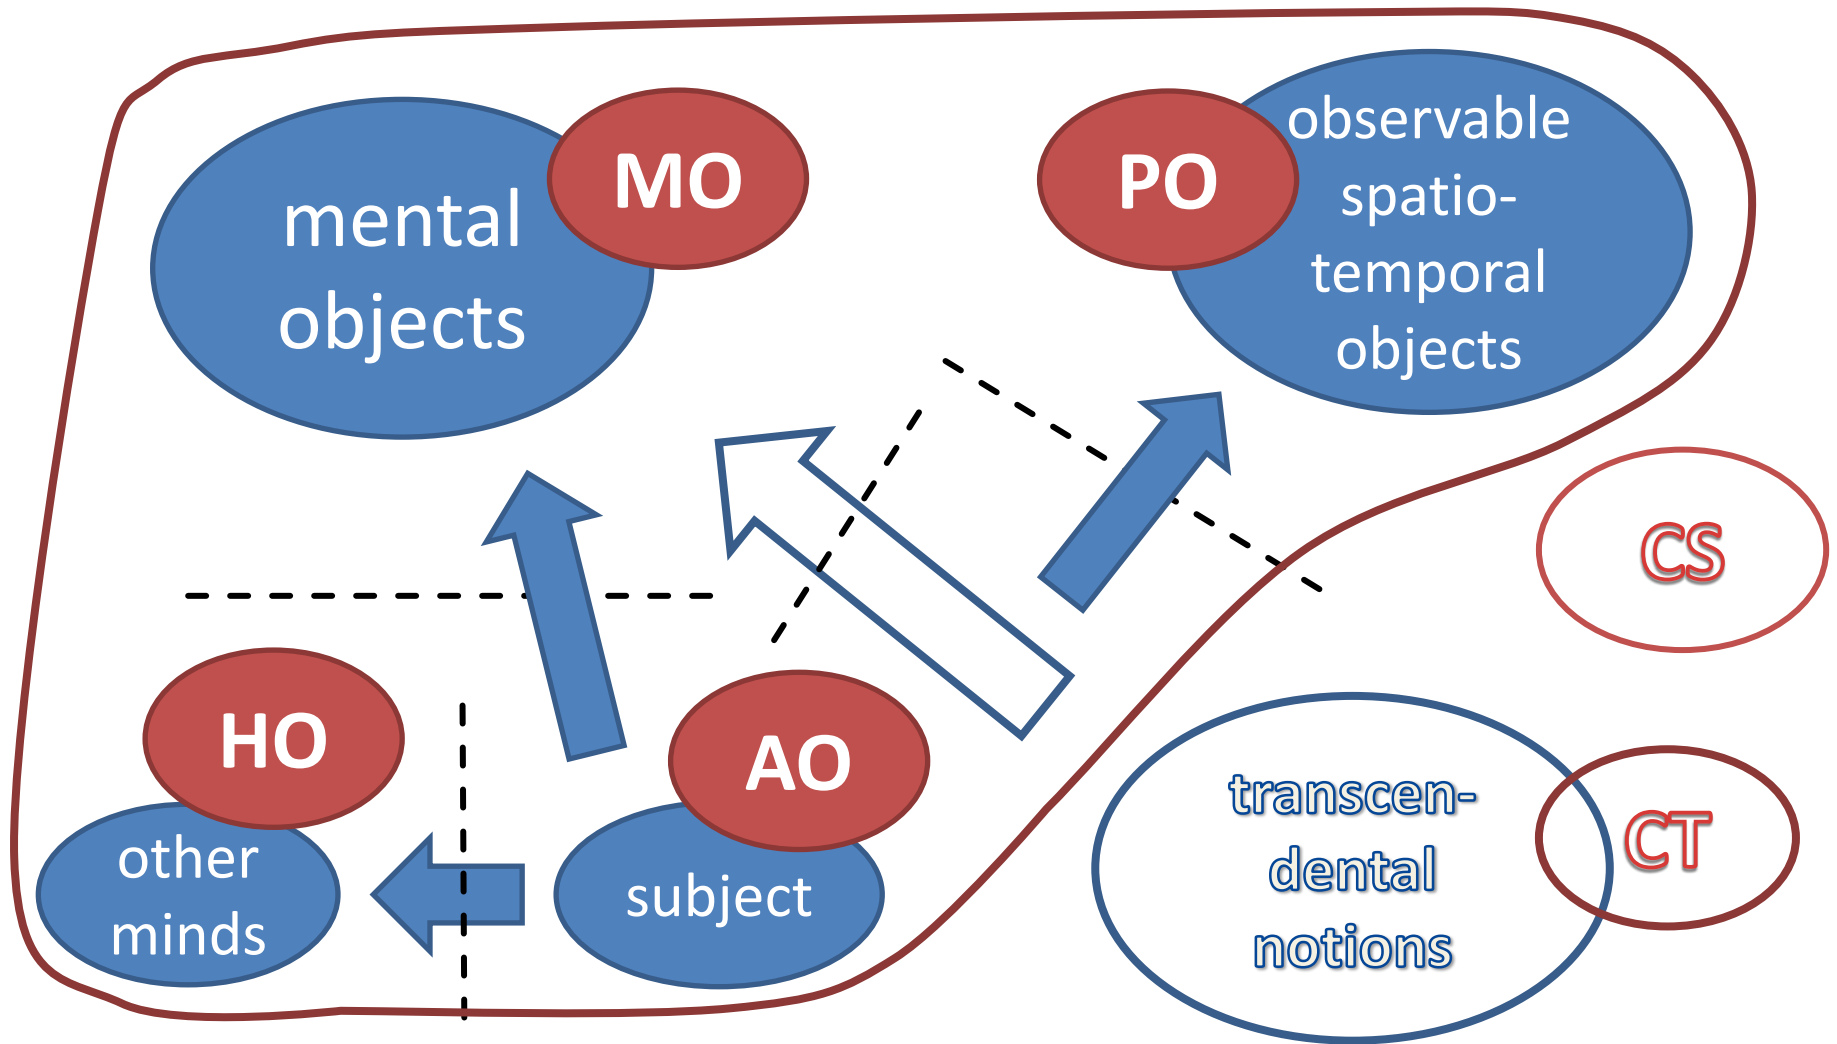 mental
objects
MO
PO
observable
spatio-
temporal
objects
CS
HO
other
minds
AO
subject
transcen-
dental
notions
CT